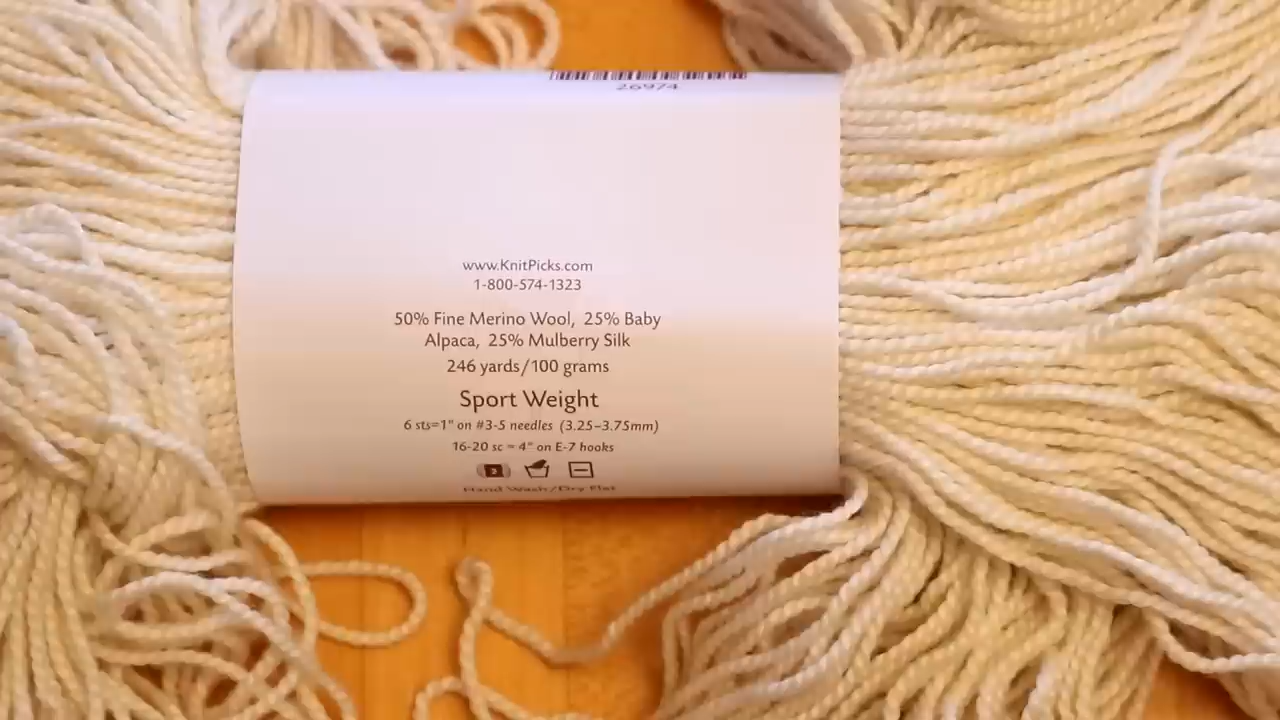 26974
www.KnitPicks.com
1-800-574-1323
50% Fine Merino Wool, 25% Baby
Alpaca, 25% Mulberry Silk
246 yards/100 grams
Sport Weight
6 sts=1" on #3-5 needles (3.25-3.75mm)
16-20 sc = 4" on E-7 hooks
2
Hand Wash/Dry Flat